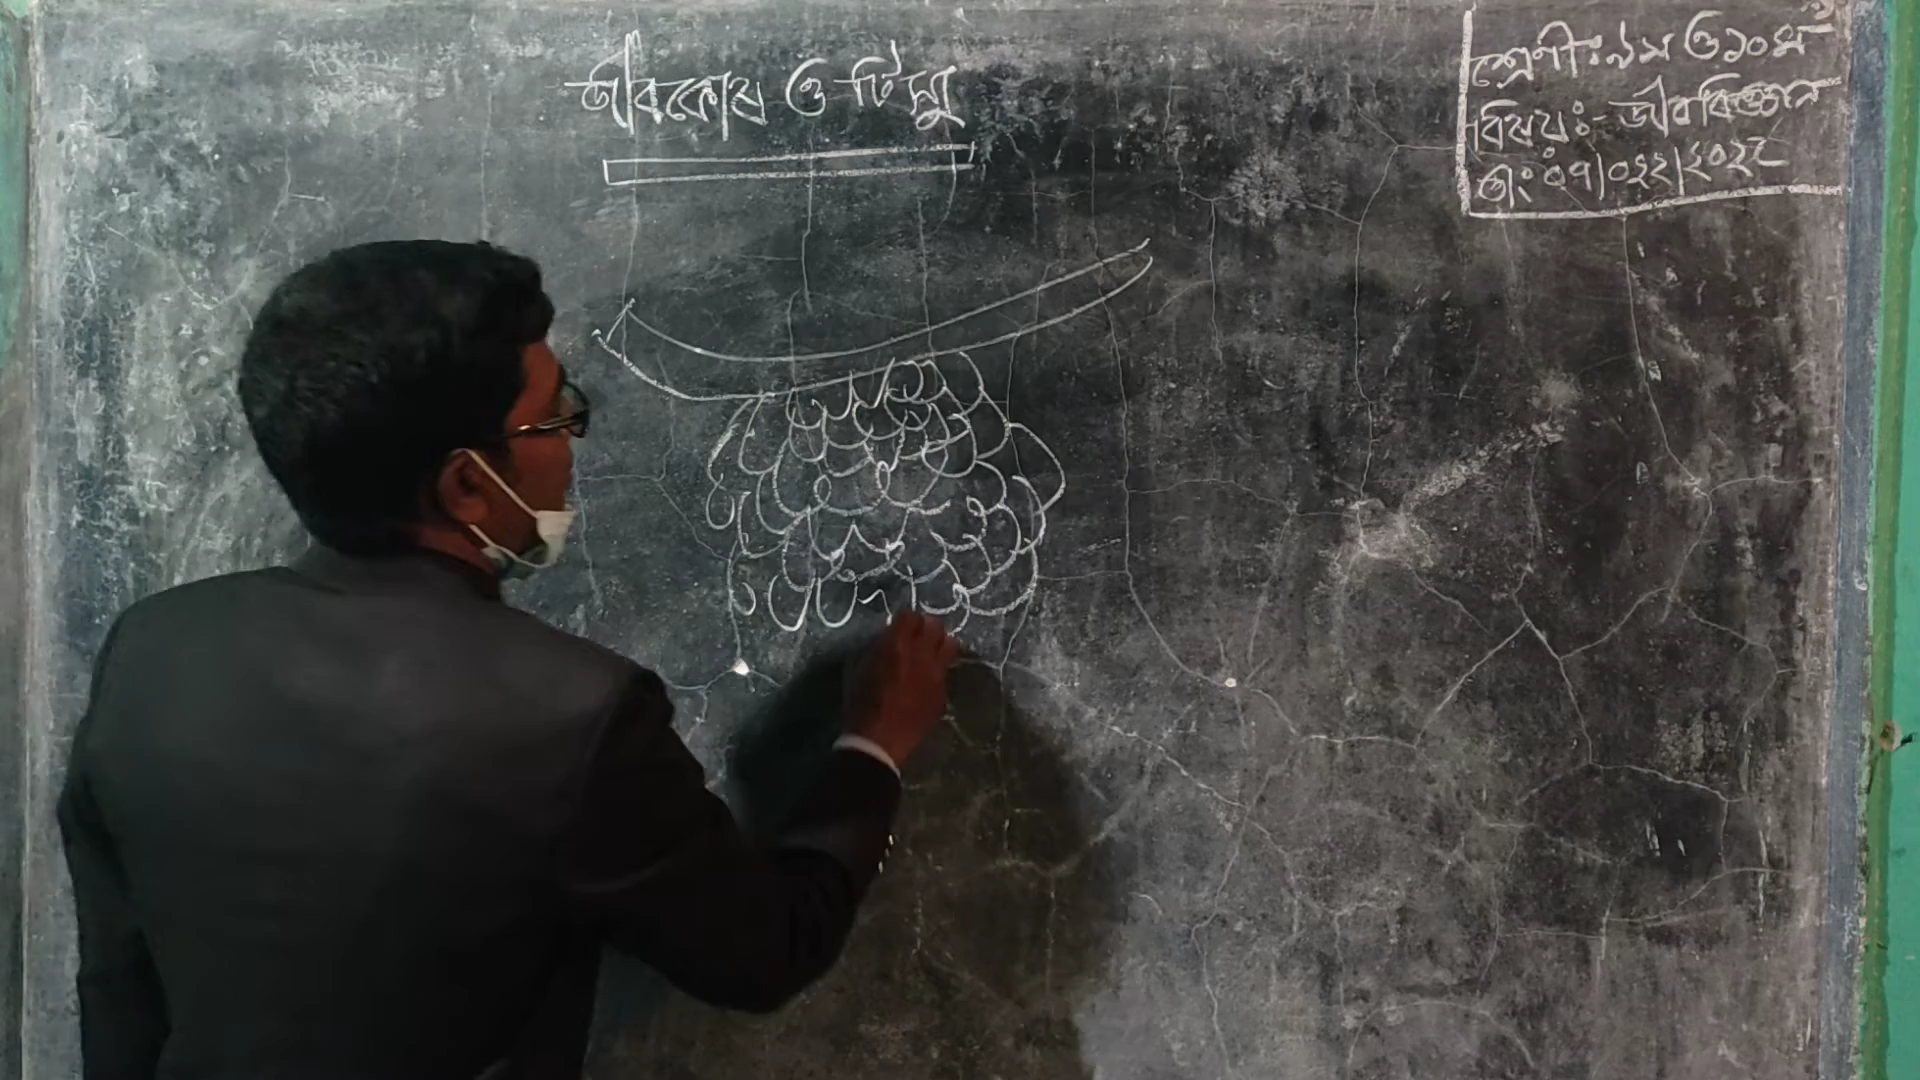 জীবকোষ ও টিস্যু
শ্রেণী: ৯ম ও ১০ম
বিষয়ঃ- জীববিজ্ঞান
তাং